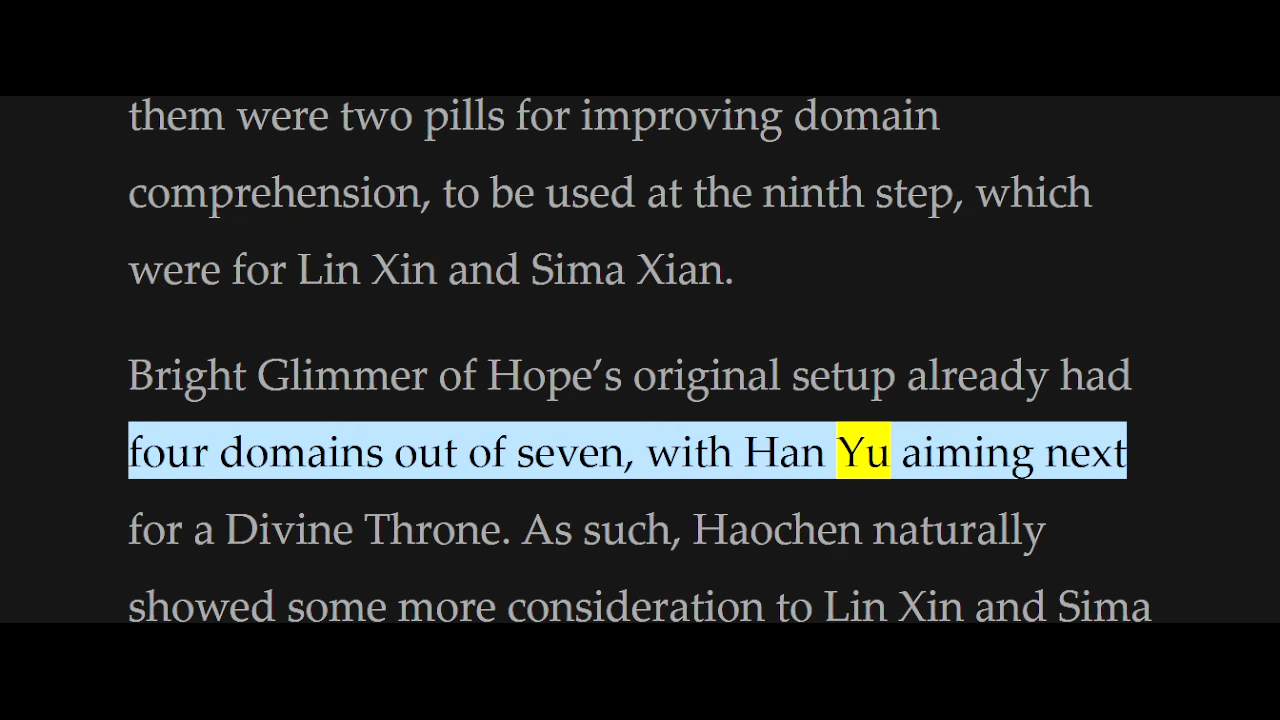 them were two pills for improving domain
comprehension, to be used at the ninth step, which
were for Lin Xin and Sima Xian.
Bright Glimmer of Hope’s original setup already had
four domains out of seven, with Han Yu aiming next
for a Divine Throne. As such, Haochen naturally
showed some more consideration to Lin Xin and Sima